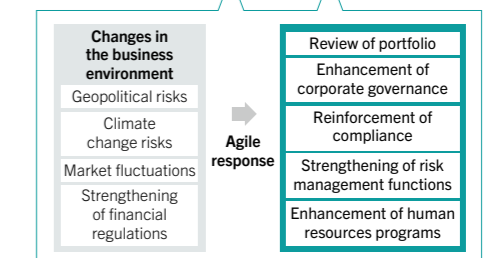 Changes in
the business
environment
Geopolitical risks
Climate
change risks
Market fluctuations
Strengthening
of financial
regulations
Agile
response
Review of portfolio
Enhancement of
corporate governance
Reinforcement of
compliance
Strengthening of risk
management functions
Enhancement of human
resources programs